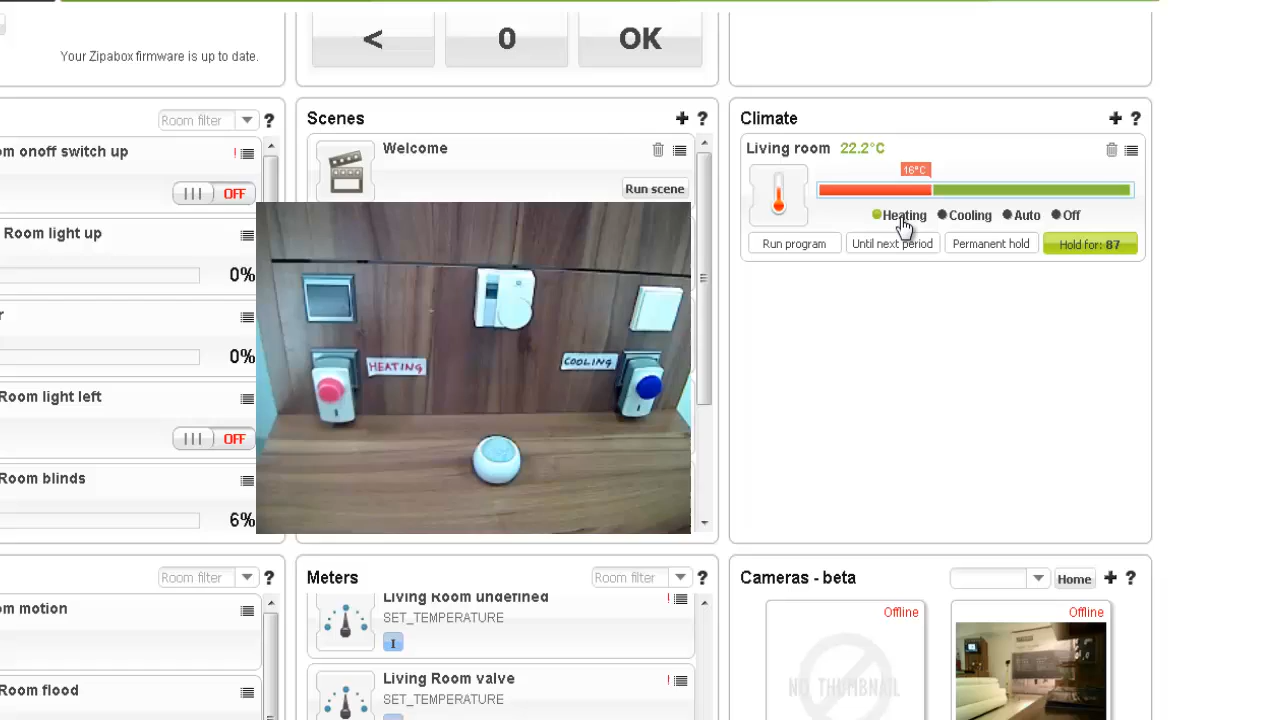 Your Zipabox firmware is up to date.
< 0 OK
Room filter ?
om onoff switch up !
OFF
Room light up
0%
r
0%
Room light left
OFF
Room blinds
6%
Scenes + ?
Welcome
Run scene
HEATING
COOLING
Climate + ?
Living room 22.2°C
16°C
Heating Cooling Auto Off
Run program Until next period Permanent hold Hold for: 87
Room filter ?
om motion
Room flood
Meters Room filter ?
Living Room undefined !
SET_TEMPERATURE
I
Living Room valve !
SET_TEMPERATURE
Cameras - beta Home + ?
Offline
NO THUMBNAIL
Offline